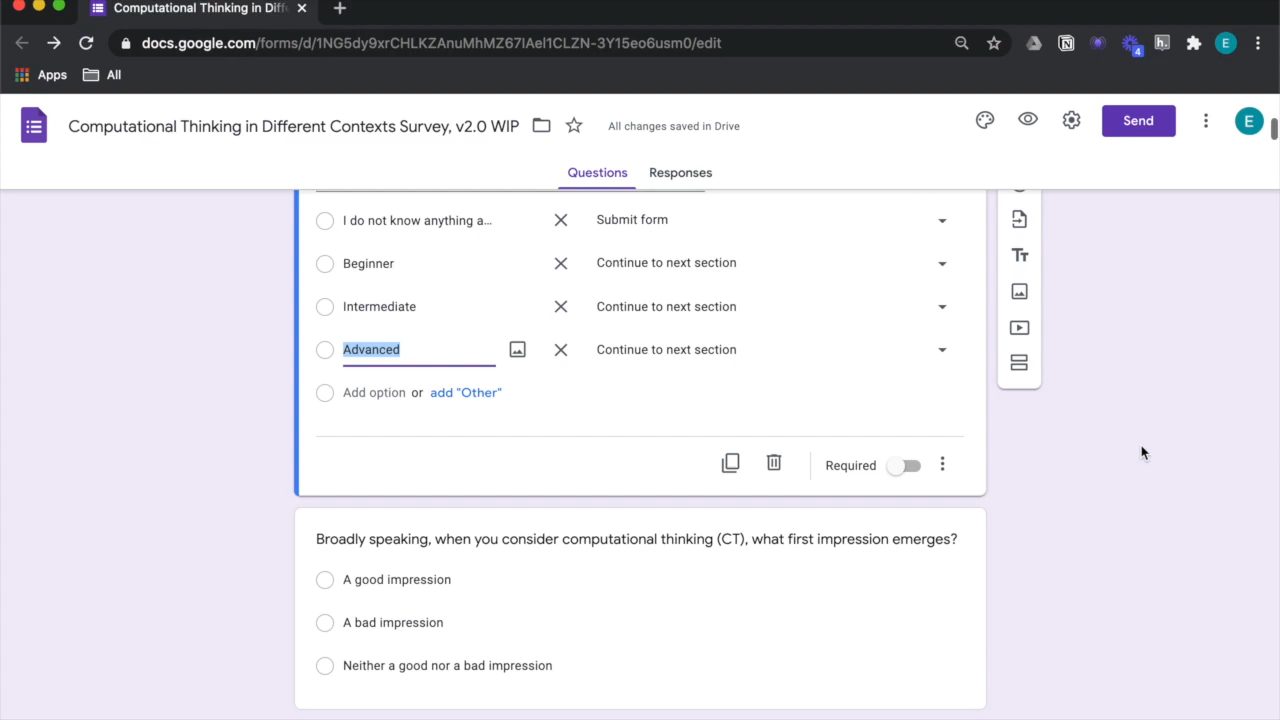 Computational Thinking in Diff
docs.google.com/forms/d/1NG5dy9xrCHLKZAnuMhMZ67lAel1CLZN-3Y15eo6usm0/edit
4
h.
E
Apps
All
Computational Thinking in Different Contexts Survey, v2.0 WIP
All changes saved in Drive
Send
E
Questions
Responses
I do not know anything a...
Submit form
Beginner
Continue to next section
Intermediate
Continue to next section
Advanced
Continue to next section
Add option or add "Other"
Required
Tт
Broadly speaking, when you consider computational thinking (CT), what first impression emerges?
A good impression
A bad impression
Neither a good nor a bad impression